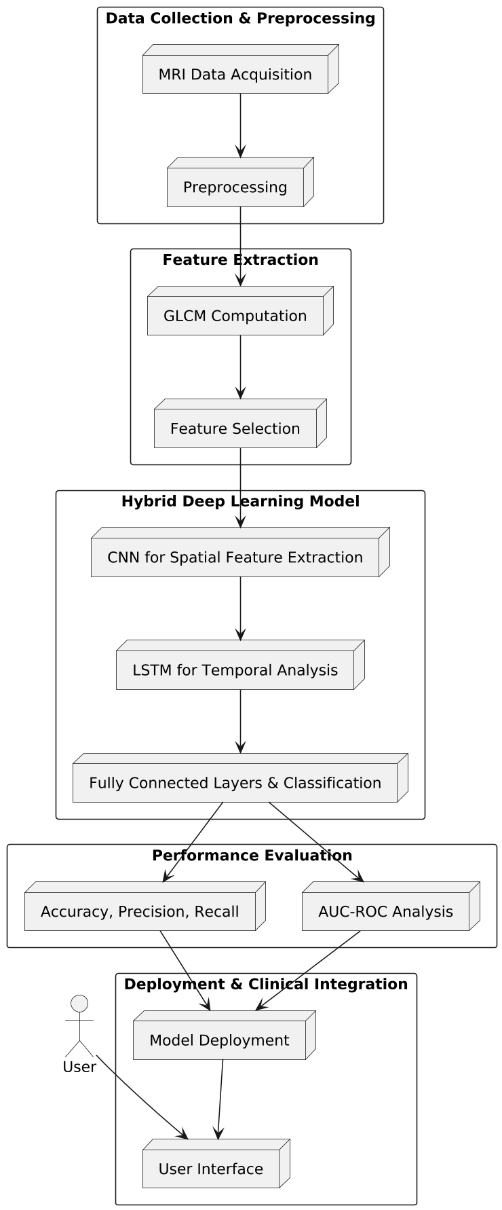 Data Collection & Preprocessing
MRI Data Acquisition
Preprocessing
Feature Extraction
GLCM Computation
Feature Selection
Hybrid Deep Learning Model
CNN for Spatial Feature Extraction
LSTM for Temporal Analysis
Fully Connected Layers & Classification
Performance Evaluation
Accuracy, Precision, Recall
AUC-ROC Analysis
Deployment & Clinical Integration
Model Deployment
User
User Interface